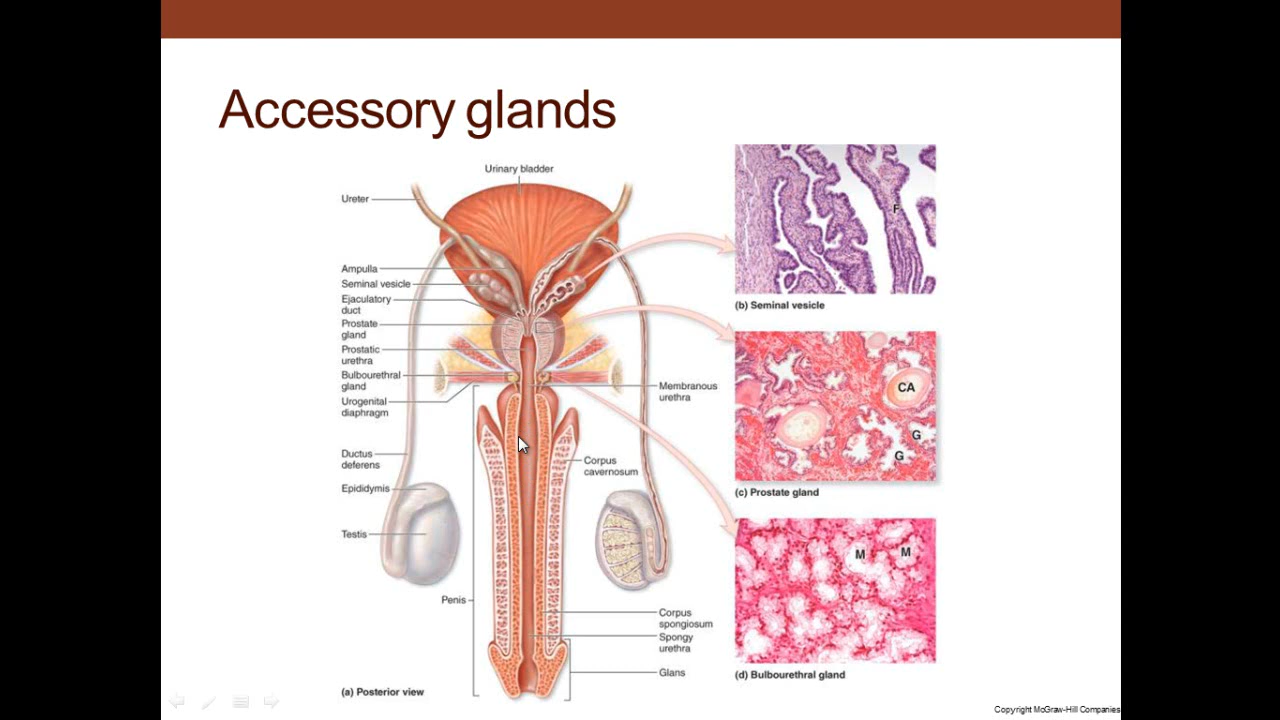 Accessory glands
Urinary bladder
Ureter
Ampulla
Seminal vesicle
Ejaculatory
duct
Prostate
gland
Prostatic
urethra
Bulbourethral
gland
Urogenital
diaphragm
Membranous
urethra
Ductus
deferens
Corpus
cavernosum
Epididymis
Testis
Penis
Corpus
spongiosum
Spongy
urethra
Glans
(a) Posterior view
F
(b) Seminal vesicle
CA
G
G
(c) Prostate gland
M M
(d) Bulbourethral gland
Copyright McGraw-Hill Companies